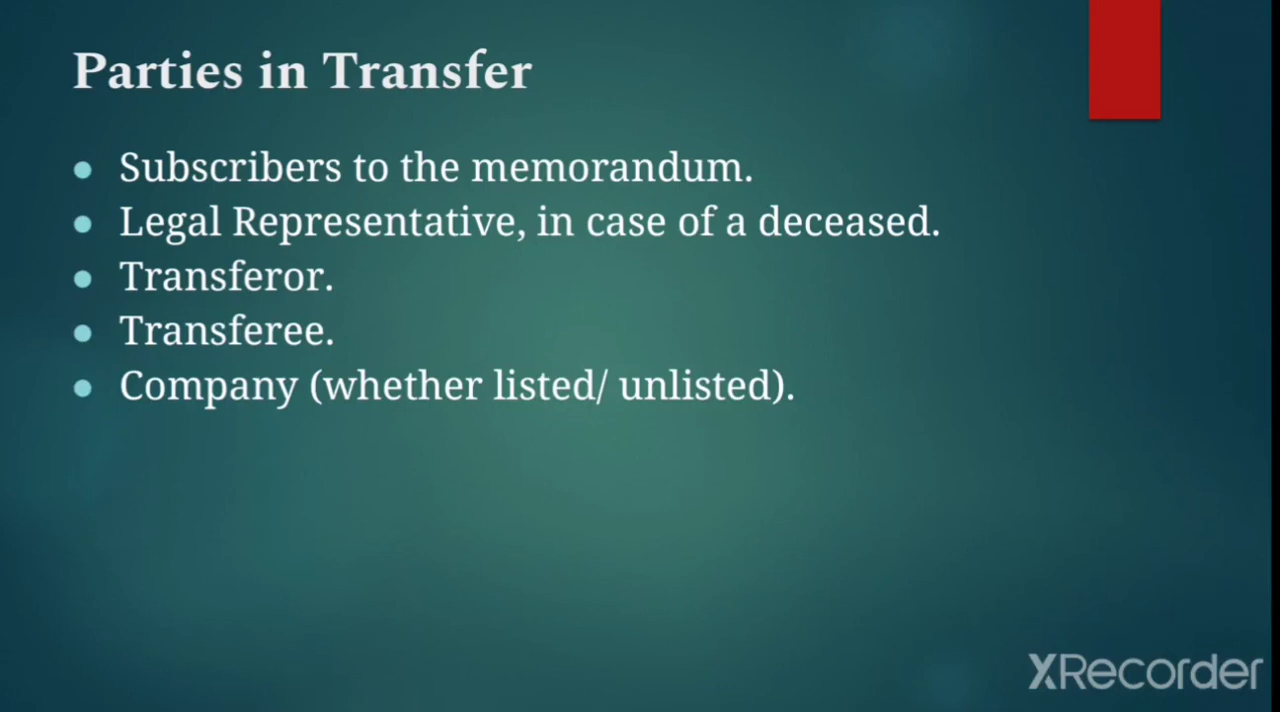 Parties in Transfer
● Subscribers to the memorandum.
● Legal Representative, in case of a deceased.
● Transferor.
● Transferee.
● Company (whether listed/ unlisted).
XRecorder